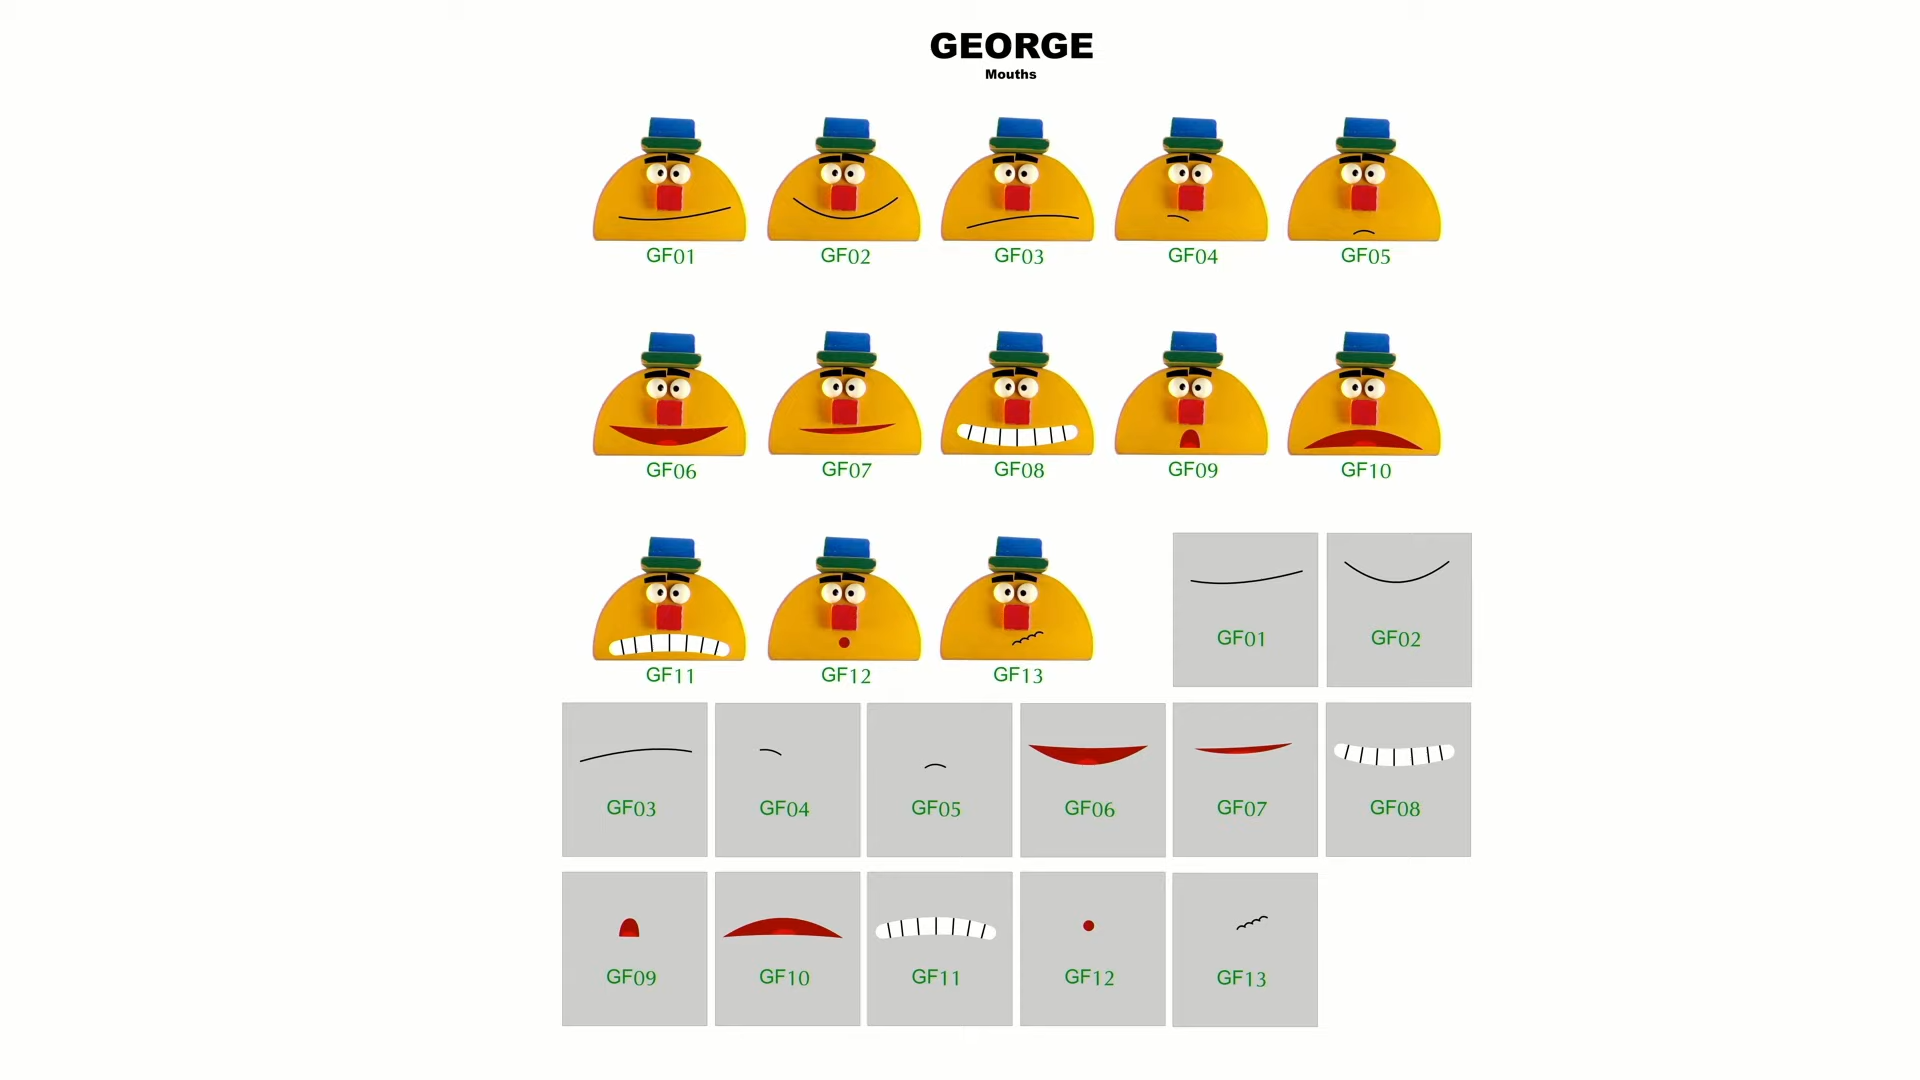 GEORGE
Mouths
GF01 GF02 GF03 GF04 GF05
GF06 GF07 GF08 GF09 GF10
GF11 GF12 GF13
GF01 GF02
GF03 GF04 GF05 GF06 GF07 GF08
GF09 GF10 GF11 GF12 GF13